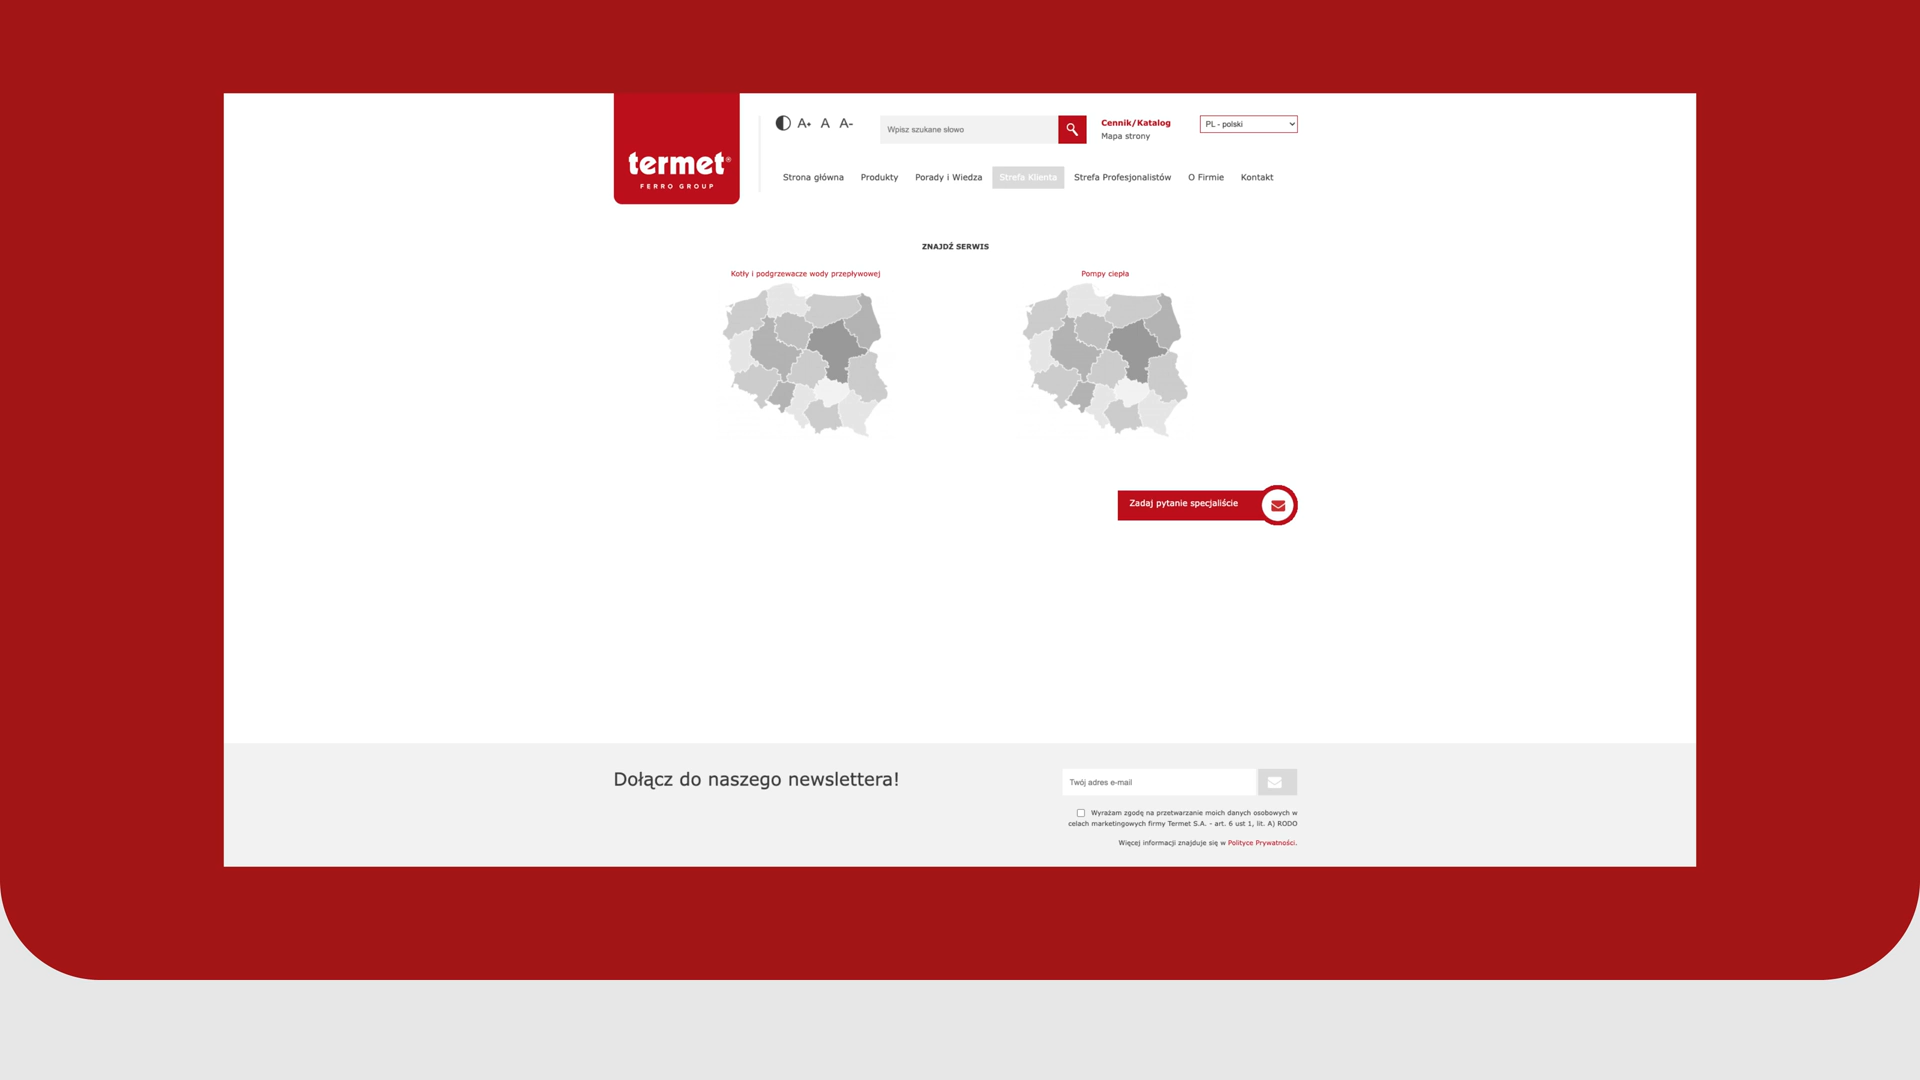 termet®
FERRO GROUP
A+ A A-
Wpisz szukane słowo
Cennik/Katalog
Mapa strony
PL - polski
Strona główna Produkty Porady i Wiedza Strefa Klienta Strefa Profesjonalistów O Firmie Kontakt
ZNAJDŹ SERWIS
Kotły i podgrzewacze wody przepływowej
Pompy ciepła
Zadaj pytanie specjaliście
Dołącz do naszego newslettera!
Twój adres e-mail
Wyrażam zgodę na przetwarzanie moich danych osobowych w
celach marketingowych firmy Termet S.A. - art. 6 ust 1, lit. A) RODO
Więcej informacji znajduje się w Polityce Prywatności.